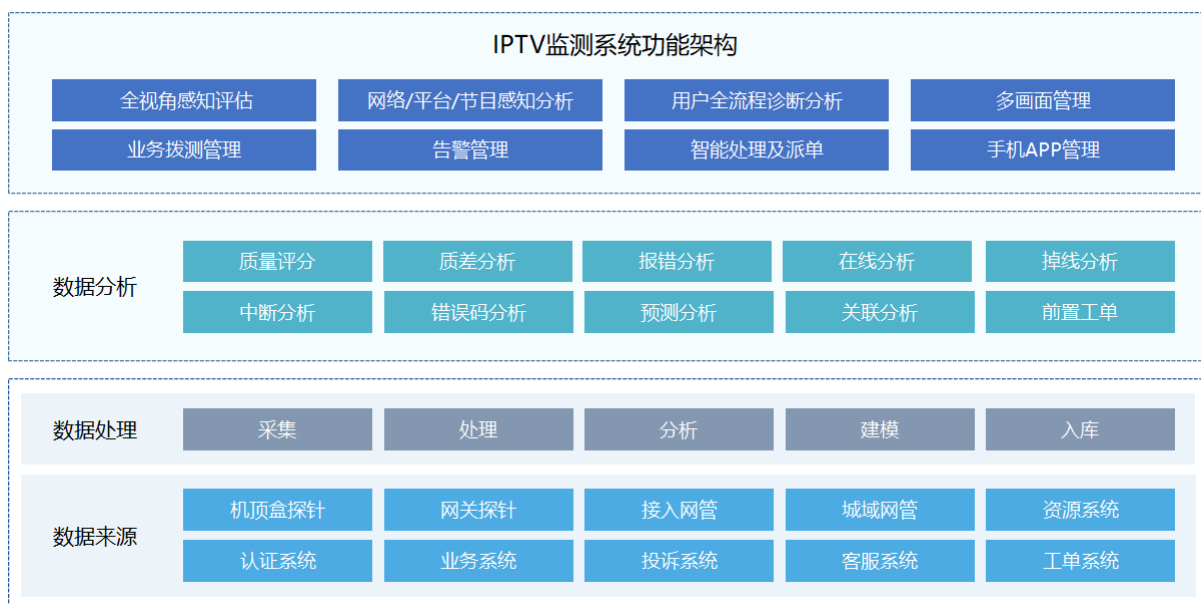 IPTV监测系统功能架构
全视角感知评估 网络/平台/节目感知分析 用户全流程诊断分析 多画面管理
业务拨测管理 告警管理 智能处理及派单 手机APP管理
数据分析
质量评分 质差分析 报错分析 在线分析 掉线分析
中断分析 错误码分析 预测分析 关联分析 前置工单
数据处理 采集 处理 分析 建模 入库
数据来源
机顶盒探针 网关探针 接入网管 城域网管 资源系统
认证系统 业务系统 投诉系统 客服系统 工单系统